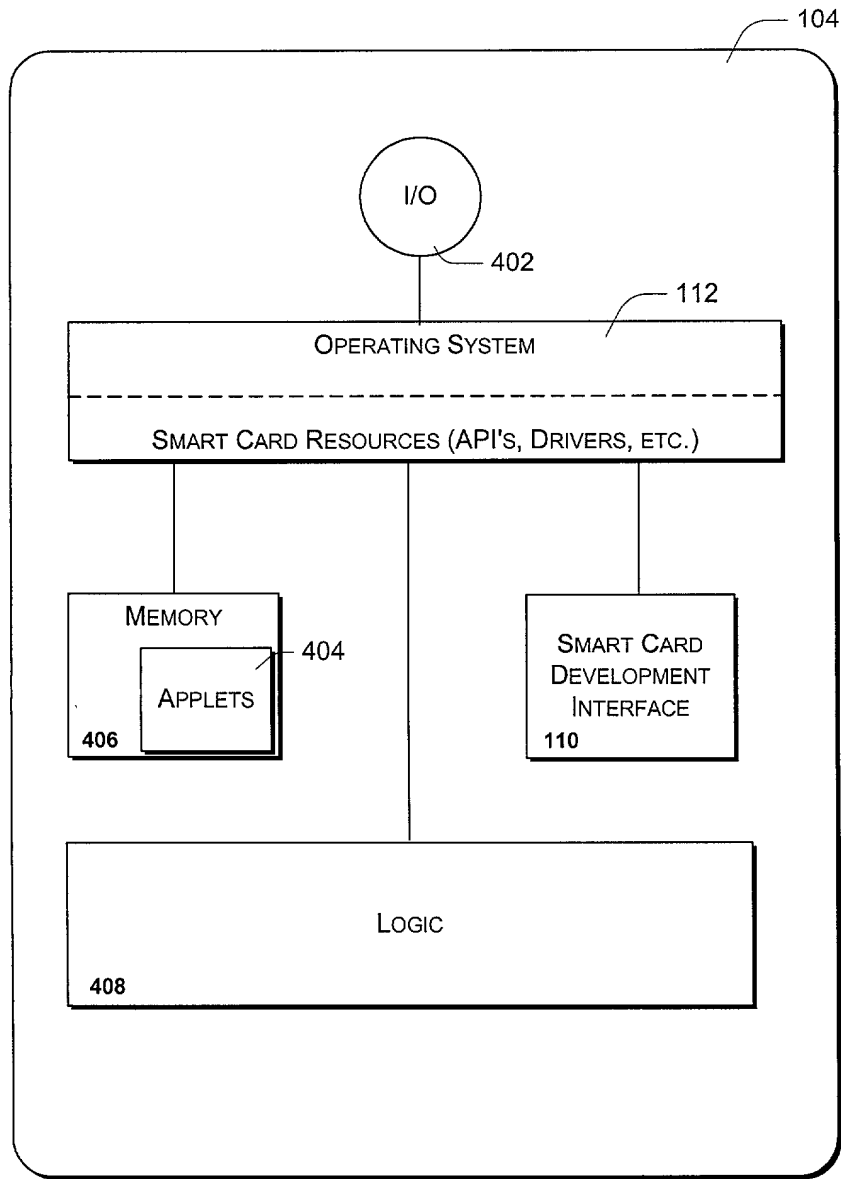 104
I/O
402
112
OPERATING SYSTEM
SMART CARD RESOURCES (API'S, DRIVERS, ETC.)
MEMORY
404
APPLETS
406
SMART CARD
DEVELOPMENT
INTERFACE
110
LOGIC
408